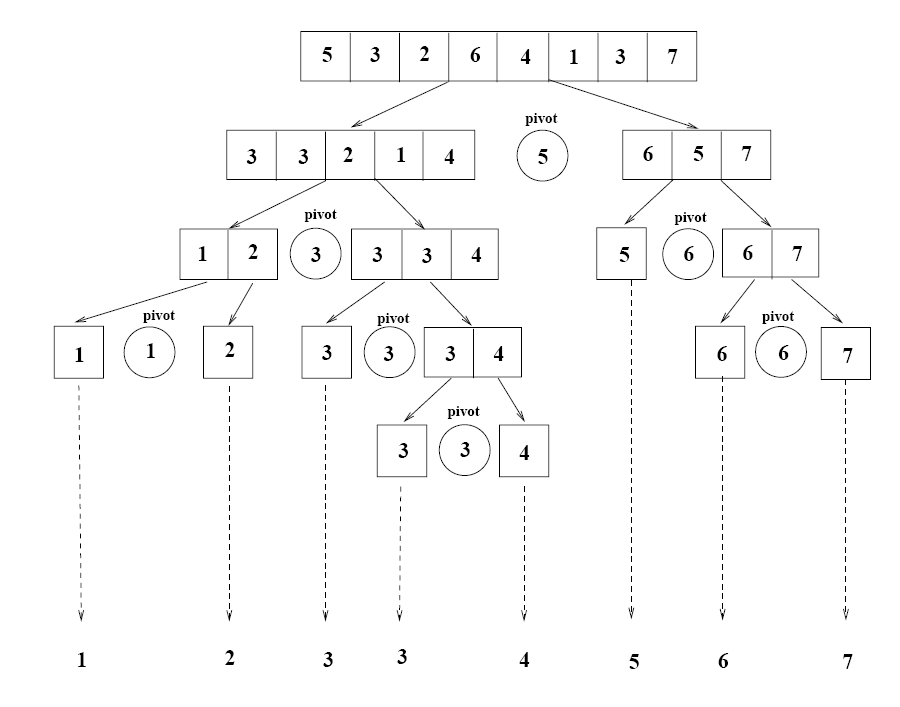 5 3 2 6 4 1 3 7
pivot
3 3 2 1 4 5 6 5 7
pivot pivot
1 2 3 3 3 4 5 6 6 7
pivot pivot pivot
1 1 2 3 3 3 4 6 6 7
pivot
3 3 4
1 2 3 3 4 5 6 7